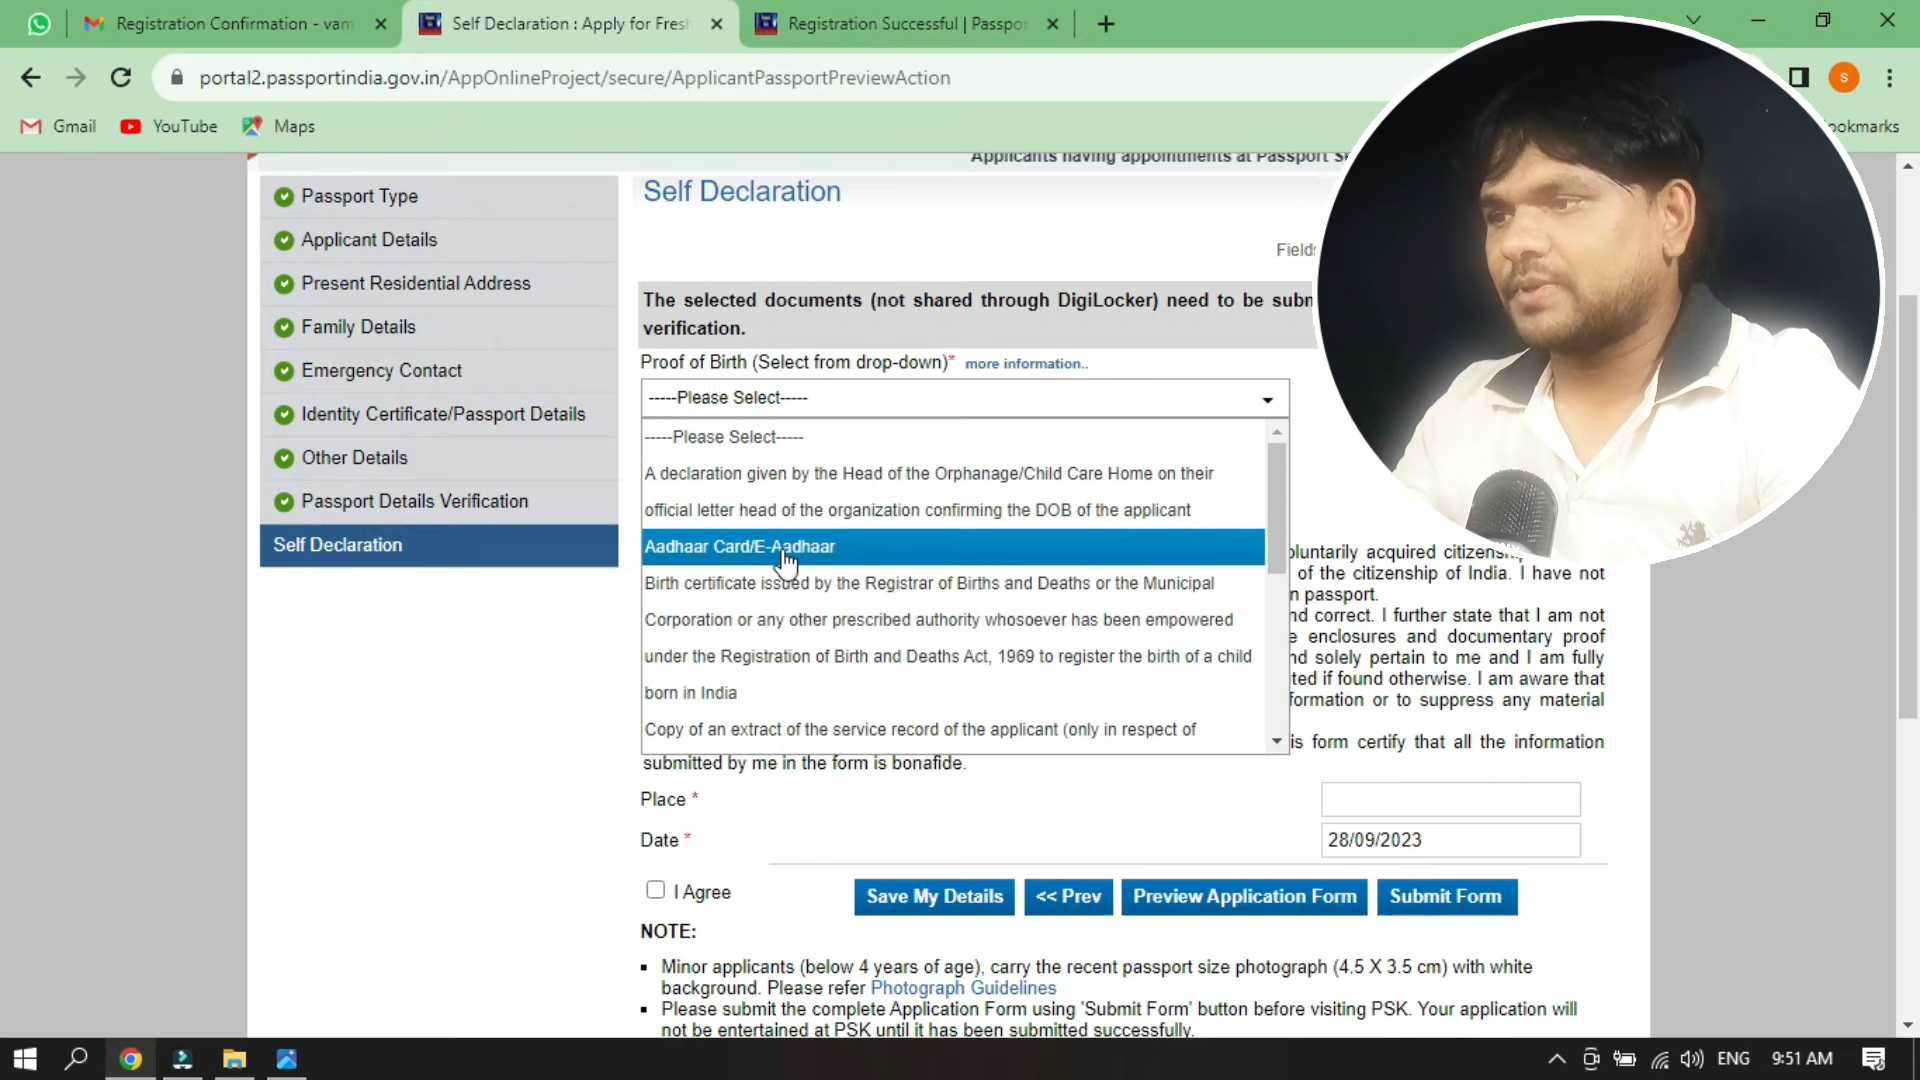 Registration Confirmation - vam
Self Declaration : Apply for Fresh
Registration Successful | Passpo
portal2.passportindia.gov.in/AppOnlineProject/secure/ApplicantPassportPreviewAction
S
Gmail
YouTube
Maps
ookmarks
Applicants having appointments at Passport S
Passport Type
Applicant Details
Present Residential Address
Family Details
Emergency Contact
Identity Certificate/Passport Details
Other Details
Passport Details Verification
Self Declaration
Self Declaration
Fields
The selected documents (not shared through DigiLocker) need to be subm
verification.
Proof of Birth (Select from drop-down)* more information..
-----Please Select-----
-----Please Select-----
A declaration given by the Head of the Orphanage/Child Care Home on their
official letter head of the organization confirming the DOB of the applicant
Aadhaar Card/E-Aadhaar
Birth certificate issued by the Registrar of Births and Deaths or the Municipal
Corporation or any other prescribed authority whosoever has been empowered
under the Registration of Birth and Deaths Act, 1969 to register the birth of a child
born in India
Copy of an extract of the service record of the applicant (only in respect of
oluntarily acquired citizens
of the citizenship of India. I have not
n passport.
nd correct. I further state that I am not
e enclosures and documentary proof
nd solely pertain to me and I am fully
ted if found otherwise. I am aware that
formation or to suppress any material
is form certify that all the information
submitted by me in the form is bonafide.
Place *
Date *
28/09/2023
I Agree
Save My Details
<< Prev
Preview Application Form
Submit Form
NOTE:
Minor applicants (below 4 years of age), carry the recent passport size photograph (4.5 X 3.5 cm) with white
background. Please refer Photograph Guidelines
Please submit the complete Application Form using 'Submit Form' button before visiting PSK. Your application will
not be entertained at PSK until it has been submitted successfully.
ENG
9:51 AM